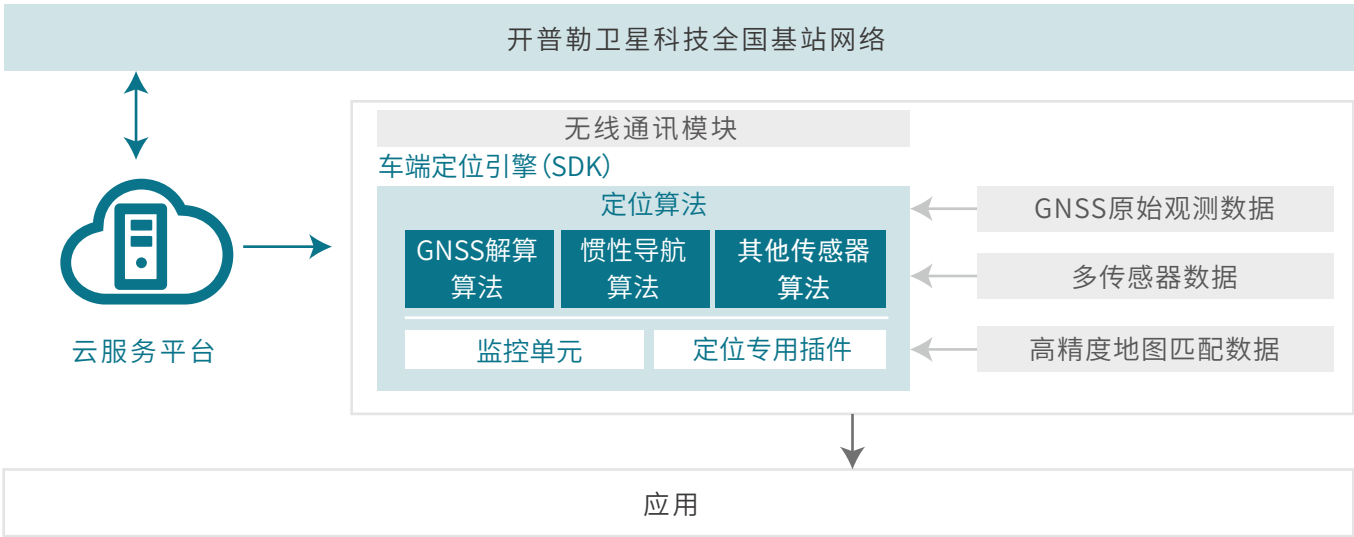 开普勒卫星科技全国基站网络
无线通讯模块
车端定位引擎(SDK)
定位算法
GNSS解算
算法
惯性导航
算法
其他传感器
算法
监控单元
定位专用插件
GNSS原始观测数据
多传感器数据
高精度地图匹配数据
云服务平台
应用